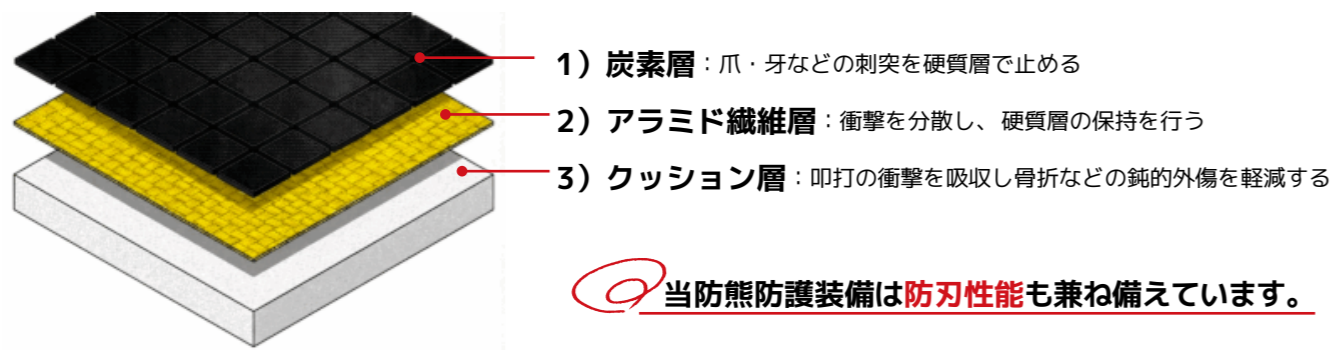 1）炭素層：爪・牙などの刺突を硬質層で止める
2）アラミド繊維層：衝撃を分散し、硬質層の保持を行う
3）クッション層：叩打の衝撃を吸収し骨折などの鈍的外傷を軽減する
当防熊防護装備は防刃性能も兼ね備えています。